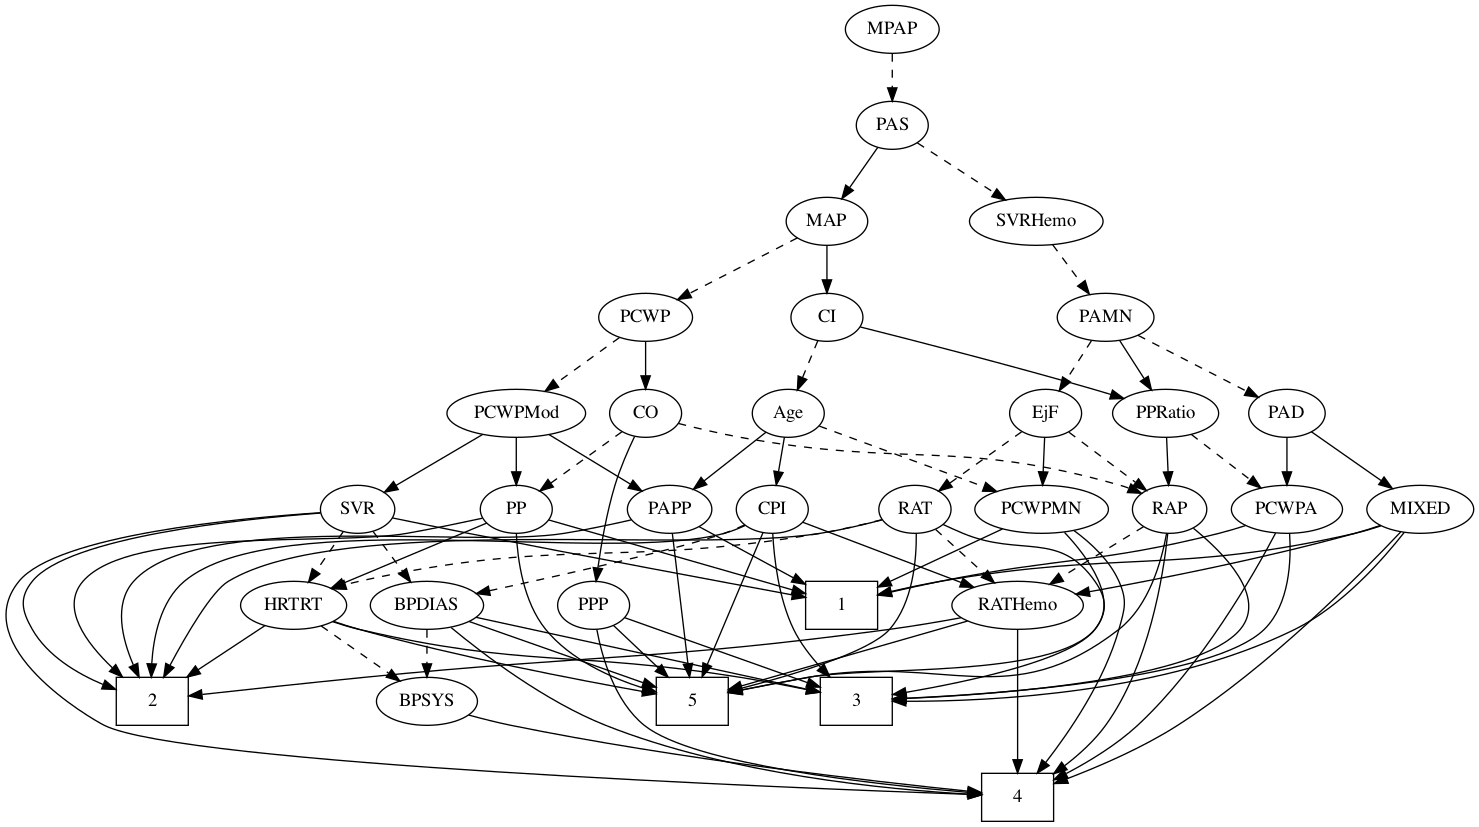 MPAP
PAS
MAP
SVRHemo
PCWP
CI
PAMN
PCWPMod
CO
Age
EjF
PPRatio
PAD
SVR
PP
PAPP
CPI
RAT
PCWPMN
RAP
PCWPA
MIXED
HRTRT
BPDIAS
PPP
1
RATHemo
2
BPSYS
5
3
4